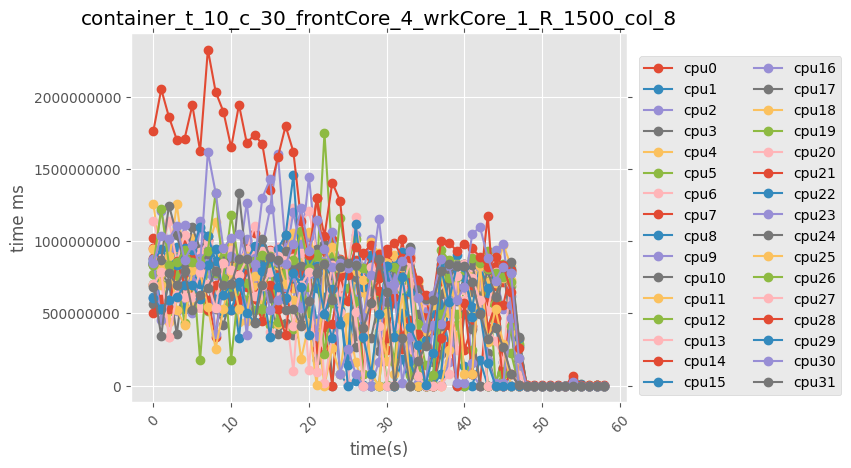 container_t_10_c_30_frontCore_4_wrkCore_1_R_1500_col_8
time ms
2000000000
1500000000
1000000000
500000000
0
0
10
20
30
40
50
60
time(s)
cpu0
cpu1
cpu2
cpu3
cpu4
cpu5
cpu6
cpu7
cpu8
cpu9
cpu10
cpu11
cpu12
cpu13
cpu14
cpu15
cpu16
cpu17
cpu18
cpu19
cpu20
cpu21
cpu22
cpu23
cpu24
cpu25
cpu26
cpu27
cpu28
cpu29
cpu30
cpu31